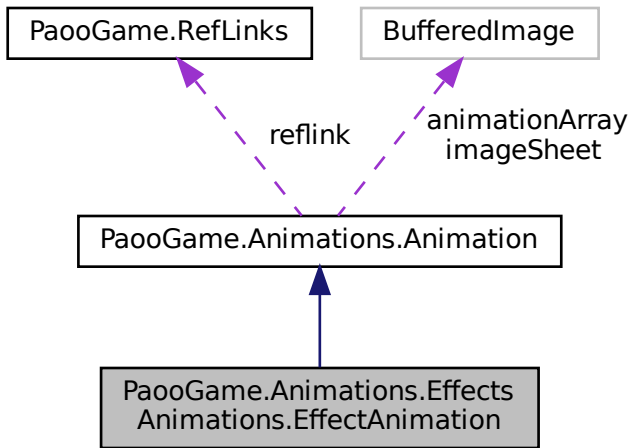 PaooGame.RefLinks
BufferedImage
reflink
animationArray
imageSheet
PaooGame.Animations.Animation
PaooGame.Animations.Effects
Animations.EffectAnimation